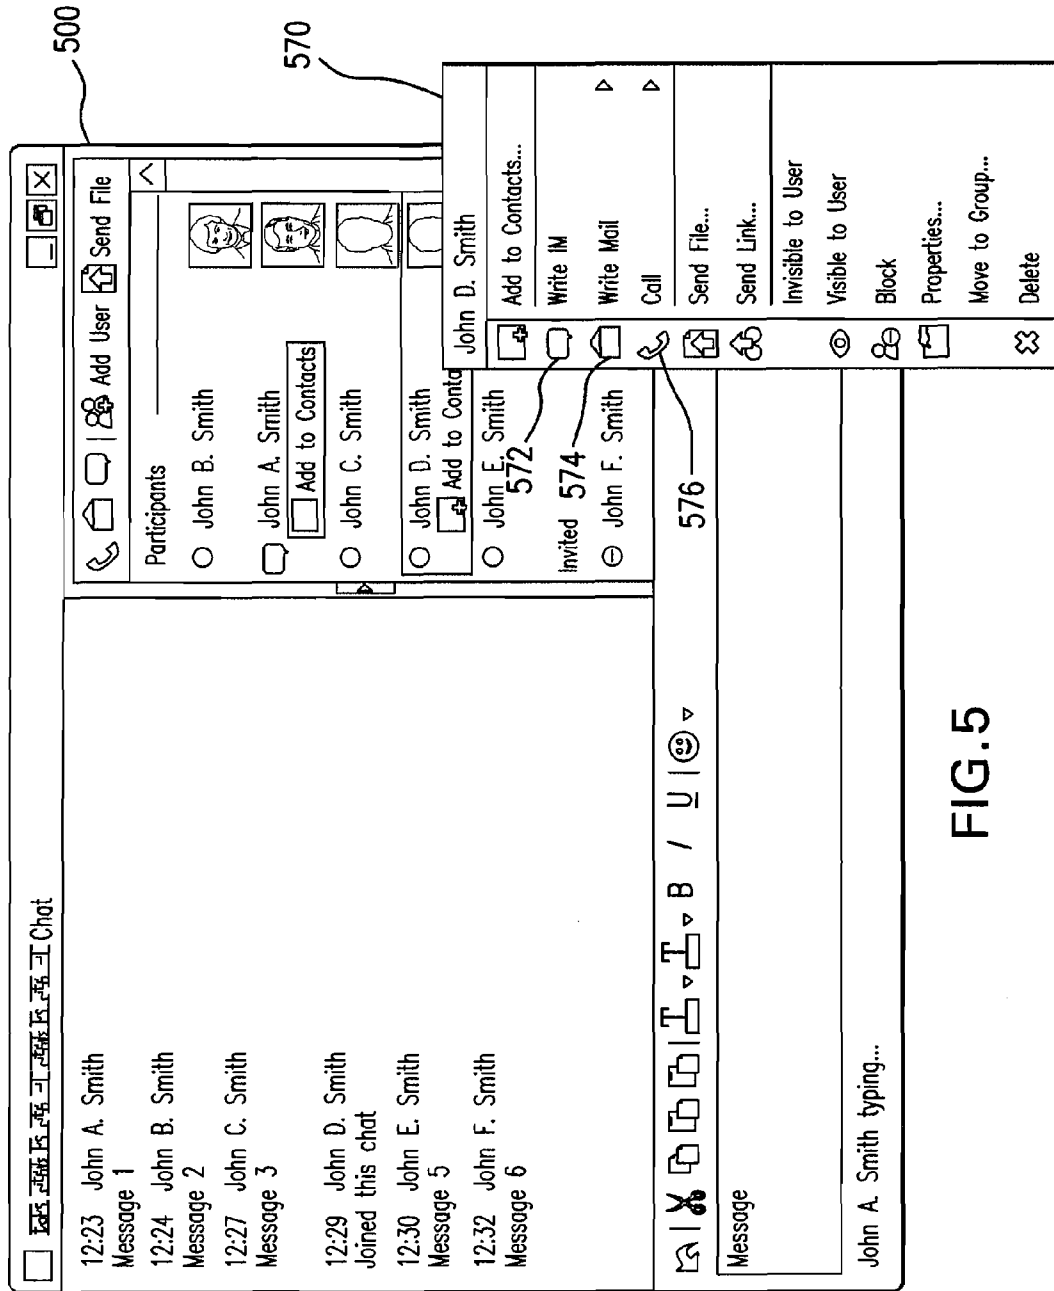 Chat
12:23 John A. Smith
Message 1
12:24 John B. Smith
Message 2
12:27 John C. Smith
Message 3
12:29 John D. Smith
Joined this chat
12:30 John E. Smith
Message 5
12:32 John F. Smith
Message 6
Add User
Send File
Participants
John B. Smith
John A. Smith
Add to Contacts
John C. Smith
John D. Smith
Add to Conta
John E. Smith
Invited
John F. Smith
T T B I U
Message
John A. Smith typing...
John D. Smith
Add to Contacts...
Write IM
Write Mail
Call
Send File...
Send Link...
Invisible to User
Visible to User
Block
Properties...
Move to Group...
Delete
500
570
572
574
576
FIG.5